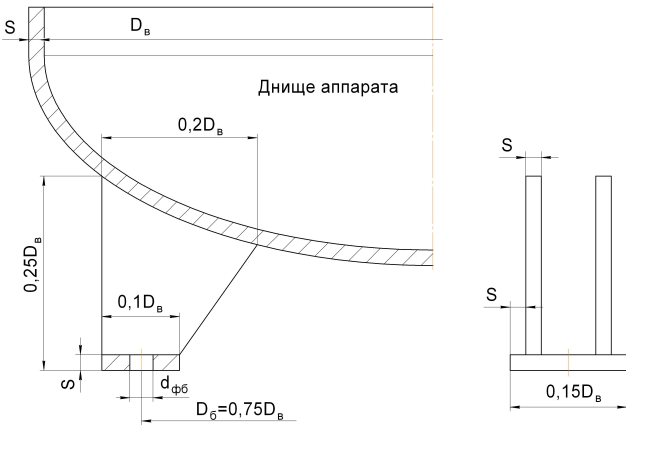 S
Dв
Днище аппарата
0,2Dв
S
0,25Dв
S
0,1Dв
S
dфб
0,15Dв
Dб=0,75Dв